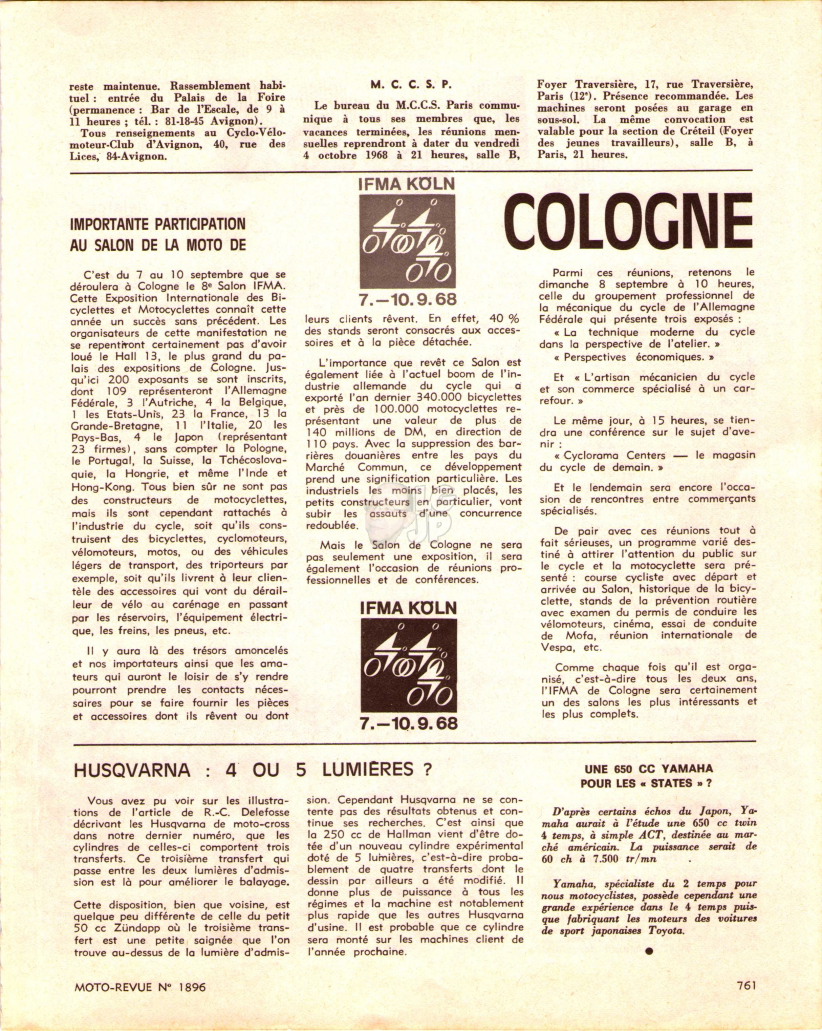 reste maintenue. Rassemblement habi-
tuel : entrée du Palais de la Foire
(permanence : Bar de l'Escale, de 9 à
11 heures ; tél. : 81-18-45 Avignon).
Tous renseignements au Cyclo-Vélo-
moteur-Club d'Avignon, 40, rue des
Lices, 84-Avignon.
M. C. C. S. P.
Le bureau du M.C.C.S. Paris commu-
nique à tous ses membres que, les
vacances terminées, les réunions men-
suelles reprendront à dater du vendredi
4 octobre 1968 à 21 heures, salle B,
Foyer Traversière, 17, rue Traversière,
Paris (12e). Présence recommandée. Les
machines seront posées au garage en
sous-sol. La même convocation est
valable pour la section de Créteil (Foyer
des jeunes travailleurs), salle B, à
Paris, 21 heures.
IMPORTANTE PARTICIPATION
AU SALON DE LA MOTO DE
COLOGNE
C'est du 7 au 10 septembre que se
déroulera à Cologne le 8e Salon IFMA.
Cette Exposition Internationale des Bi-
cyclettes et Motocyclettes connaît cette
année un succès sans précédent. Les
organisateurs de cette manifestation ne
se repentiront certainement pas d'avoir
loué le Hall 13, le plus grand du pa-
lais des expositions de Cologne. Jus-
qu'ici 200 exposants se sont inscrits,
dont 109 représenteront l'Allemagne
Fédérale, 3 l'Autriche, 4 la Belgique,
1 les Etats-Unis, 23 la France, 13 la
Grande-Bretagne, 11 l'Italie, 20 les
Pays-Bas, 4 le Japon (représentant
23 firmes), sans compter la Pologne,
le Portugal, la Suisse, la Tchécoslova-
quie, la Hongrie, et même l'Inde et
Hong-Kong. Tous bien sûr ne sont pas
des constructeurs de motocyclettes,
mais ils sont cependant rattachés à
l'industrie du cycle, soit qu'ils cons-
truisent des bicyclettes, cyclomoteurs,
vélomoteurs, motos, ou des véhicules
légers de transport, des triporteurs par
exemple, soit qu'ils livrent à leur clien-
tèle des accessoires qui vont du dérail-
leur de vélo au carénage en passant
par les réservoirs, l'équipement électri-
que, les freins, les pneus, etc.
Il y aura là des trésors amoncelés
et nos importateurs ainsi que les ama-
teurs qui auront le loisir de s'y rendre
pourront prendre les contacts néces-
saires pour se faire fournir les pièces
et accessoires dont ils rêvent ou dont
IFMA KÖLN
7.–10.9.68
leurs clients rêvent. En effet, 40 %
des stands seront consacrés aux acces-
soires et à la pièce détachée.
L'importance que revêt ce Salon est
également liée à l'actuel boom de l'in-
dustrie allemande du cycle qui a
exporté l'an dernier 340.000 bicyclettes
et près de 100.000 motocyclettes re-
présentant une valeur de plus de
140 millions de DM, en direction de
110 pays. Avec la suppression des bar-
rières douanières entre les pays du
Marché Commun, ce développement
prend une signification particulière. Les
industriels les moins bien placés, les
petits constructeurs en particulier, vont
subir les assauts d'une concurrence
redoublée.
Mais le Salon de Cologne ne sera
pas seulement une exposition, il sera
également l'occasion de réunions pro-
fessionnelles et de conférences.
IFMA KÖLN
7.–10.9.68
Parmi ces réunions, retenons le
dimanche 8 septembre à 10 heures,
celle du groupement professionnel de
la mécanique du cycle de l'Allemagne
Fédérale qui présente trois exposés :
« La technique moderne du cycle
dans la perspective de l'atelier. »
« Perspectives économiques. »
Et « L'artisan mécanicien du cycle
et son commerce spécialisé à un car-
refour. »
Le même jour, à 15 heures, se tien-
dra une conférence sur le sujet d'ave-
nir :
« Cyclorama Centers — le magasin
du cycle de demain. »
Et le lendemain sera encore l'occa-
sion de rencontres entre commerçants
spécialisés.
De pair avec ces réunions tout à
fait sérieuses, un programme varié des-
tiné à attirer l'attention du public sur
le cycle et la motocyclette sera pré-
senté : course cycliste avec départ et
arrivée au Salon, historique de la bicy-
clette, stands de la prévention routière
avec examen du permis de conduire les
vélomoteurs, cinéma, essai de conduite
de Mofa, réunion internationale de
Vespa, etc.
Comme chaque fois qu'il est orga-
nisé, c'est-à-dire tous les deux ans,
l'IFMA de Cologne sera certainement
un des salons les plus intéressants et
les plus complets.
HUSQVARNA : 4 OU 5 LUMIÈRES ?
Vous avez pu voir sur les illustra-
tions de l'article de R.-C. Delefosse
décrivant les Husqvarna de moto-cross
dans notre dernier numéro, que les
cylindres de celles-ci comportent trois
transferts. Ce troisième transfert qui
passe entre les deux lumières d'admis-
sion est là pour améliorer le balayage.
Cette disposition, bien que voisine, est
quelque peu différente de celle du petit
50 cc Zündapp où le troisième trans-
fert est une petite saignée que l'on
trouve au-dessus de la lumière d'admis-
sion. Cependant Husqvarna ne se con-
tente pas des résultats obtenus et con-
tinue ses recherches. C'est ainsi que
la 250 cc de Hallman vient d'être do-
tée d'un nouveau cylindre expérimental
doté de 5 lumières, c'est-à-dire proba-
blement de quatre transferts dont le
dessin par ailleurs a été modifié. Il
donne plus de puissance à tous les
régimes et la machine est notablement
plus rapide que les autres Husqvarna
d'usine. Il est probable que ce cylindre
sera monté sur les machines client de
l'année prochaine.
UNE 650 CC YAMAHA
POUR LES « STATES » ?
D'après certains échos du Japon, Ya-
maha aurait à l'étude une 650 cc twin
4 temps, à simple ACT, destinée au mar-
ché américain. La puissance serait de
60 ch à 7.500 tr/mn .
Yamaha, spécialiste du 2 temps pour
nous motocyclistes, possède cependant une
grande expérience dans le 4 temps puis-
que fabriquant les moteurs des voitures
de sport japonaises Toyota.
MOTO-REVUE N° 1896
761